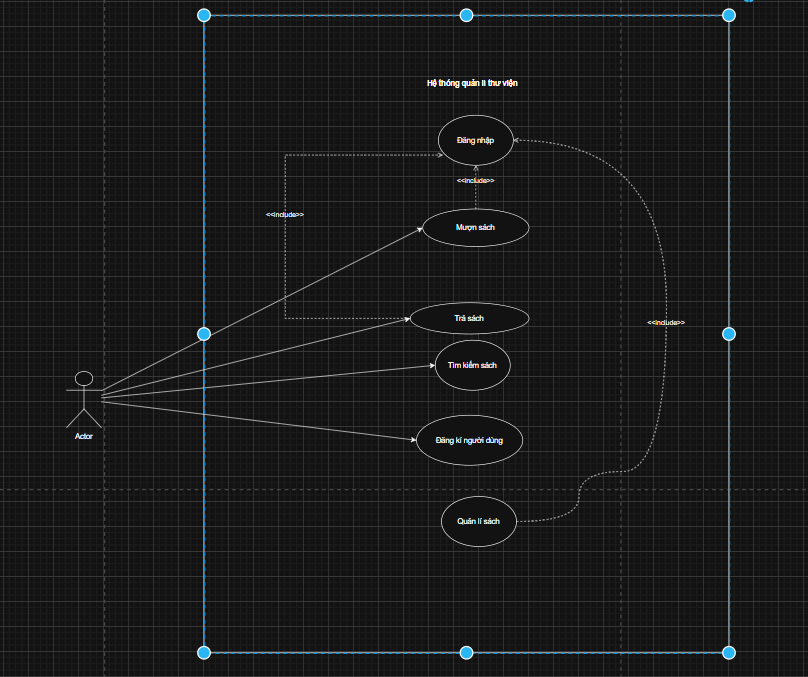 Hệ thống quản lí thư viện
Đăng nhập
<<include>>
Mượn sách
<<include>>
Trả sách
<<include>>
Tìm kiếm sách
Actor
Đăng kí người dùng
Quản lí sách